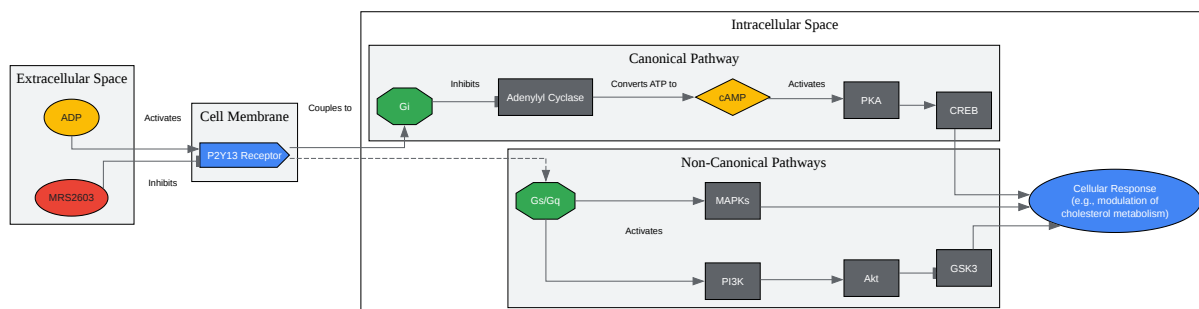 Intracellular Space
Canonical Pathway
Extracellular Space
ADP
MRS2603
Activates
Inhibits
Cell Membrane
P2Y13 Receptor
Couples to
Gi
Inhibits
Adenylyl Cyclase
Converts ATP to
cAMP
Activates
PKA
CREB
Non-Canonical Pathways
Gs/Gq
Activates
MAPKs
PI3K
Akt
GSK3
Cellular Response
(e.g., modulation of
cholesterol metabolism)